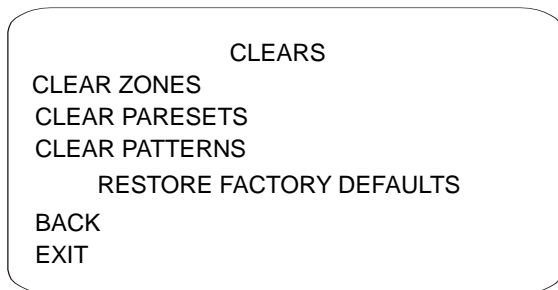 CLEARS
CLEAR ZONES
CLEAR PARESETS
CLEAR PATTERNS
RESTORE FACTORY DEFAULTS
BACK
EXIT